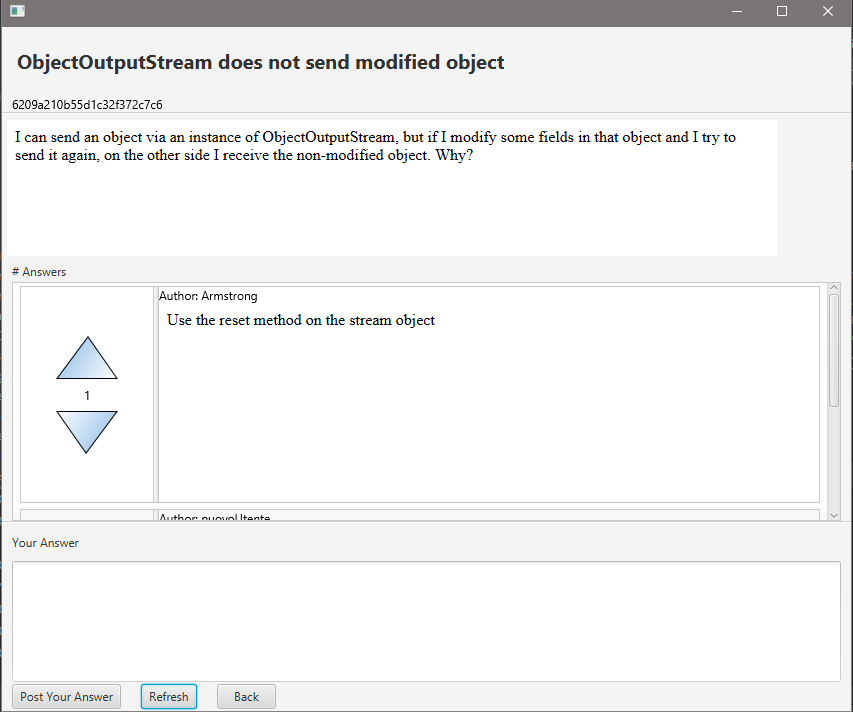 ObjectOutputStream does not send modified object
6209a210b55d1c32f372c7c6
I can send an object via an instance of ObjectOutputStream, but if I modify some fields in that object and I try to
send it again, on the other side I receive the non-modified object. Why?
# Answers
Author: Armstrong
Use the reset method on the stream object
1
Author: nuovoUtente
Your Answer
Post Your Answer
Refresh
Back